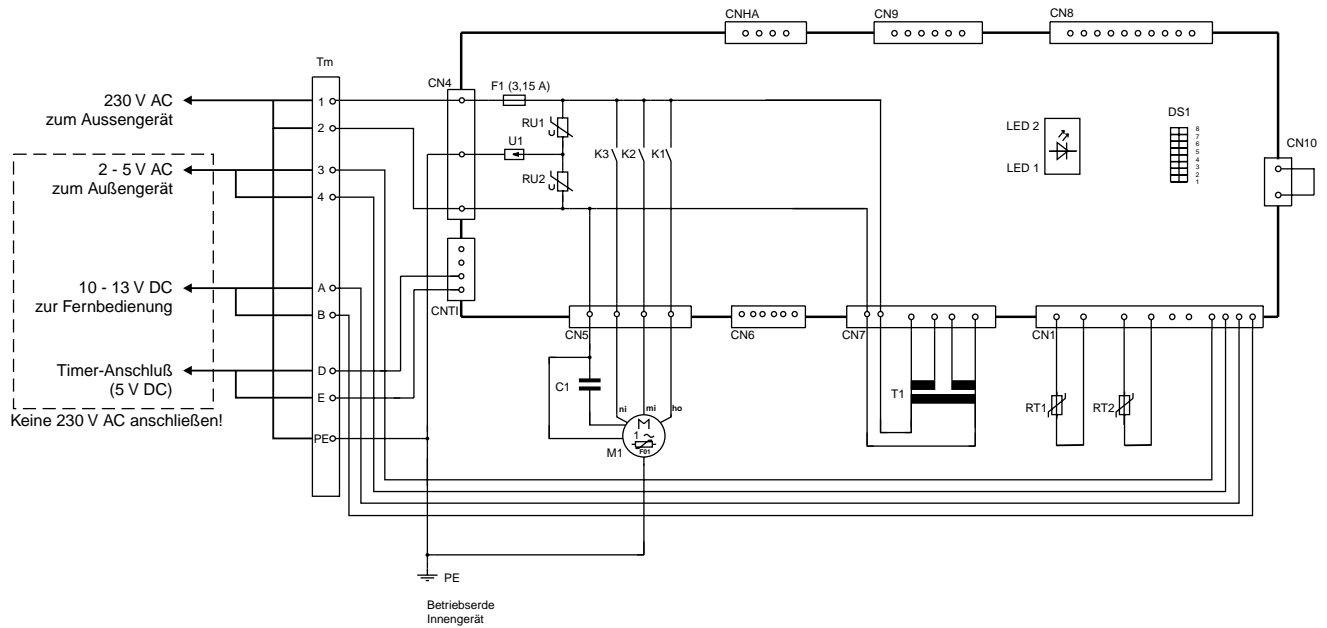 CNHA
CN9
CN8
Tm
CN4
F1 (3,15 A)
230 V AC
zum Aussengerät
1
2
RU1
U1
RU2
K3
K2
K1
LED 2
LED 1
DS1
8
7
6
5
4
3
2
1
CN10
2 - 5 V AC
zum Außengerät
3
4
10 - 13 V DC
zur Fernbedienung
A
B
CNTI
CN5
CN6
CN7
CN1
Timer-Anschluß
(5 V DC)
D
E
Keine 230 V AC anschließen!
PE
C1
ni
mi
ho
M
1 ~
F01
M1
T1
RT1
RT2
PE
Betriebserde
Innengerät